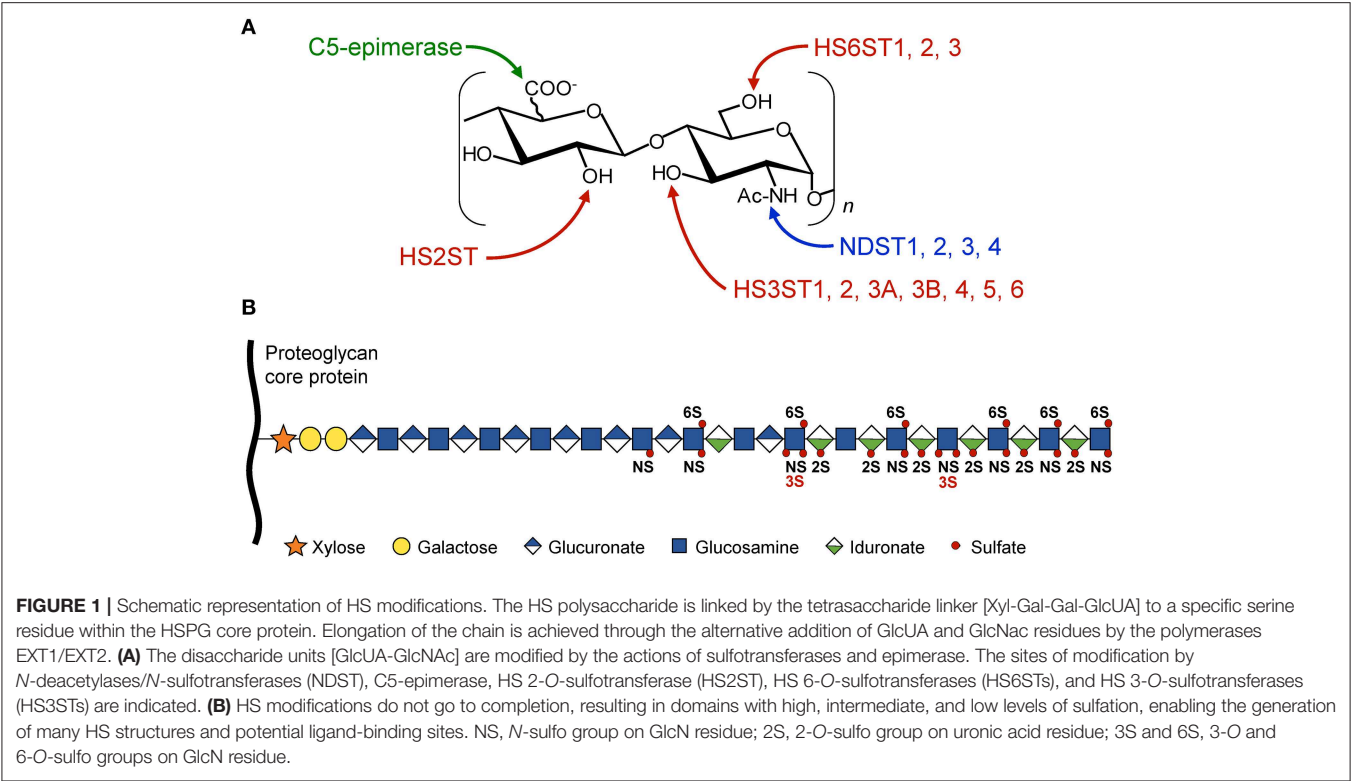 A
C5-epimerase
HS6ST1, 2, 3
COO-
O
OH
O
O
HO
OH
HO
Ac-NH
O
n
HS2ST
NDST1, 2, 3, 4
HS3ST1, 2, 3A, 3B, 4, 5, 6
B
Proteoglycan
core protein
6S 6S 6S 6S 6S 6S
NS NS NS 2S 2S NS 2S NS 2S NS 2S NS 2S NS
3S 3S
Xylose Galactose Glucuronate Glucosamine Iduronate Sulfate
FIGURE 1 | Schematic representation of HS modifications. The HS polysaccharide is linked by the tetrasaccharide linker [Xyl-Gal-Gal-GlcUA] to a specific serine
residue within the HSPG core protein. Elongation of the chain is achieved through the alternative addition of GlcUA and GlcNac residues by the polymerases
EXT1/EXT2. (A) The disaccharide units [GlcUA-GlcNAc] are modified by the actions of sulfotransferases and epimerase. The sites of modification by
N-deacetylases/N-sulfotransferases (NDST), C5-epimerase, HS 2-O-sulfotransferase (HS2ST), HS 6-O-sulfotransferases (HS6STs), and HS 3-O-sulfotransferases
(HS3STs) are indicated. (B) HS modifications do not go to completion, resulting in domains with high, intermediate, and low levels of sulfation, enabling the generation
of many HS structures and potential ligand-binding sites. NS, N-sulfo group on GlcN residue; 2S, 2-O-sulfo group on uronic acid residue; 3S and 6S, 3-O and
6-O-sulfo groups on GlcN residue.